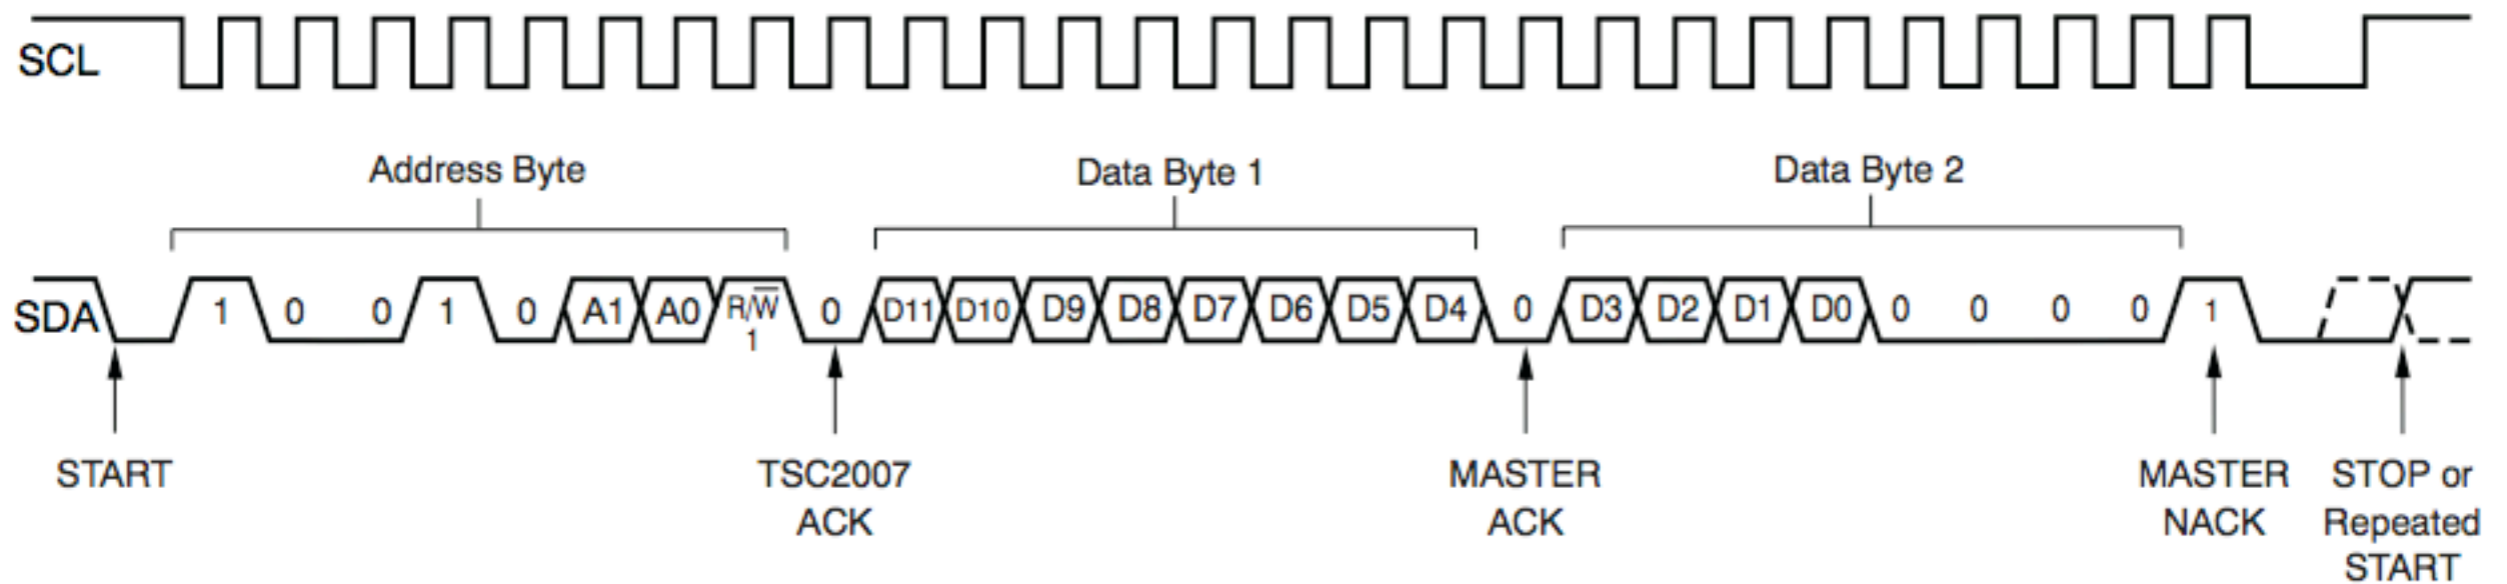 SCL
Address Byte
Data Byte 1
Data Byte 2
SDA
1 0 0 1 0 A1 A0 R/W̅ 0 D11 D10 D9 D8 D7 D6 D5 D4 0 D3 D2 D1 D0 0 0 0 0 1
1
START
TSC2007
ACK
MASTER
ACK
MASTER
NACK
STOP or
Repeated
START